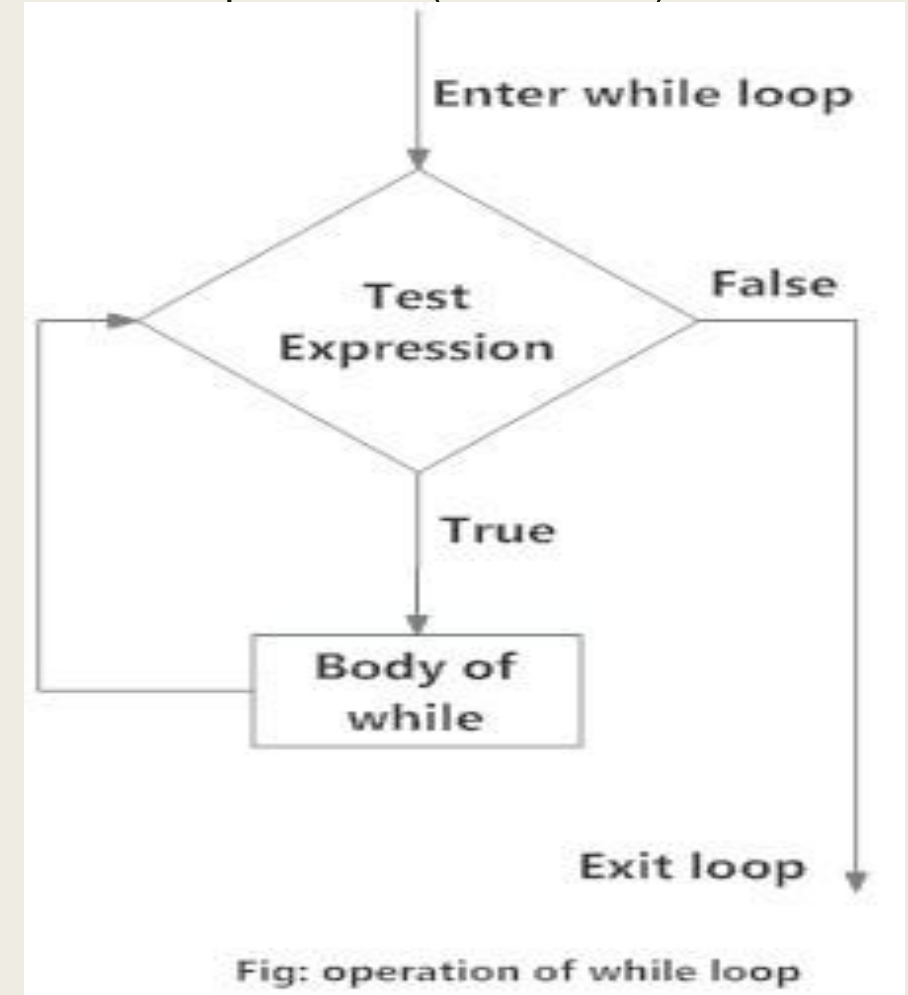 Enter while loop
Test
Expression
False
True
Body of
while
Exit loop
Fig: operation of while loop